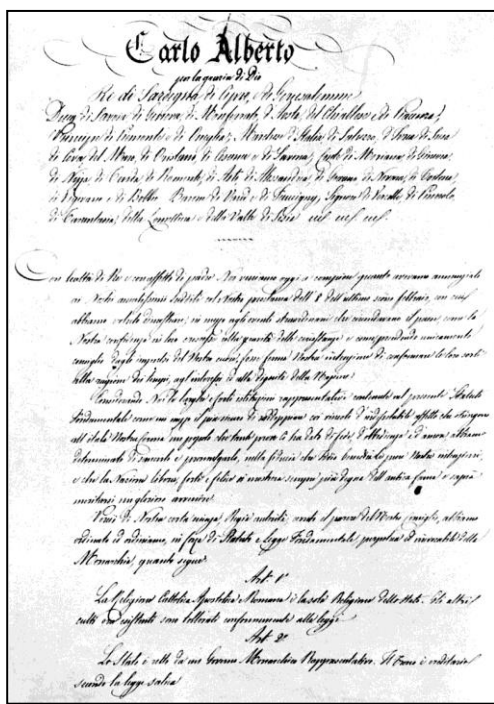 Carlo Alberto
per la grazia di Dio
Re di Sardegna, di Cipro, e di Gerusalemme
Duca di Savoia, di Genova, di Monferrato, d'Aosta, del Chiablese e di Piacenza;
Principe di Piemonte e di Oneglia; Marchese d'Italia, di Saluzzo, d'Ivrea, di Susa,
di Ceva, del Maro, di Oristano, di Cesana e di Savona; Conte di Moriana, di Ginevra,
di Nizza, di Tenda, di Romonte, di Asti, di Alessandria, di Novara, di Tortona,
di Vigevano e di Bobbio; Barone di Vaud e di Faucigny; Signore di Vercelli, di Pinerolo,
di Tarantasia, della Lomellina e della Valle di Sesia
Con lealtà di Re e con affetto di padre Noi veniamo oggi a compiere quanto avevamo annunziato
ai Nostri amatissimi sudditi col Nostro proclama dell'8 dell'ultimo scorso febbraio, con cui
abbiamo voluto dimostrare, in mezzo agli eventi straordinarii che circondavano il paese, come la
Nostra confidenza in loro crescesse colla gravità delle circostanze, e come prendendo unicamente
consiglio dagli impulsi del Nostro cuore, fosse ferma Nostra intenzione di conformare le loro sorti
alla ragione dei tempi, agl'interessi ed alla dignità della Nazione.
Considerando Noi le larghe e forti istituzioni rappresentative contenute nel presente Statuto
Fondamentale come un mezzo il più sicuro di raddoppiare coi vincoli d'indissolubile affetto che stringono
all'itala Nostra Corona un popolo, che tante prove Ci ha dato di fede, d'obbedienza e d'amore, abbiamo
determinato di sancirlo e promulgarlo, nella fiducia che Iddio benedirà le pure Nostre intenzioni,
e che la Nazione libera, forte e felice si mostrerà sempre più degna dell'antica fama e saprà
meritarsi un glorioso avvenire.
Perciò di Nostra certa scienza, Regia autorità, avuto il parere del Nostro Consiglio, abbiamo
ordinato ed ordiniamo, in forza di Statuto e Legge Fondamentale, perpetua ed irrevocabile della
Monarchia, quanto segue:
Art. 1º
La Religione Cattolica Apostolica Romana è la sola Religione dello Stato. Gli altri
culti ora esistenti sono tollerati conformemente alle leggi.
Art. 2º
Lo Stato è retto da un Governo Monarchico Rappresentativo. Il Trono è ereditario
secondo la legge salica